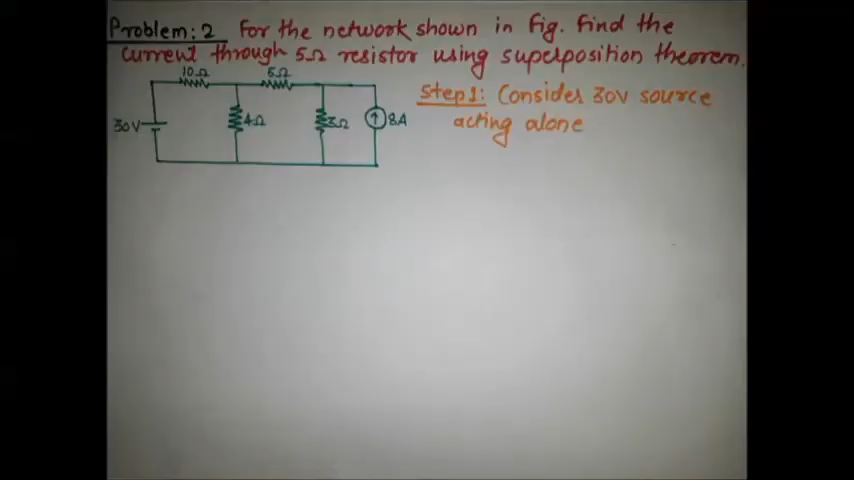 Problem: 2 For the network shown in fig. find the
current through 5Ω resistor using superposition theorem.
10Ω 5Ω
Step1: Consider 30V source
acting alone
30V 4Ω 3Ω 8A